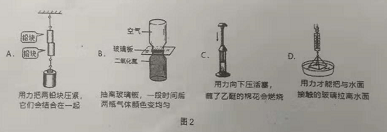 A.
铅块
铅块
用力把两铅块压紧，
它们会结合在一起
B.
空气
玻璃板
二氧化氮
抽离玻璃板，一段时间后
两瓶气体颜色变均匀
C.
用力向下压活塞，
蘸了乙醚的棉花会燃烧
D.
用力才能把与水面
接触的玻璃拉离水面
图2